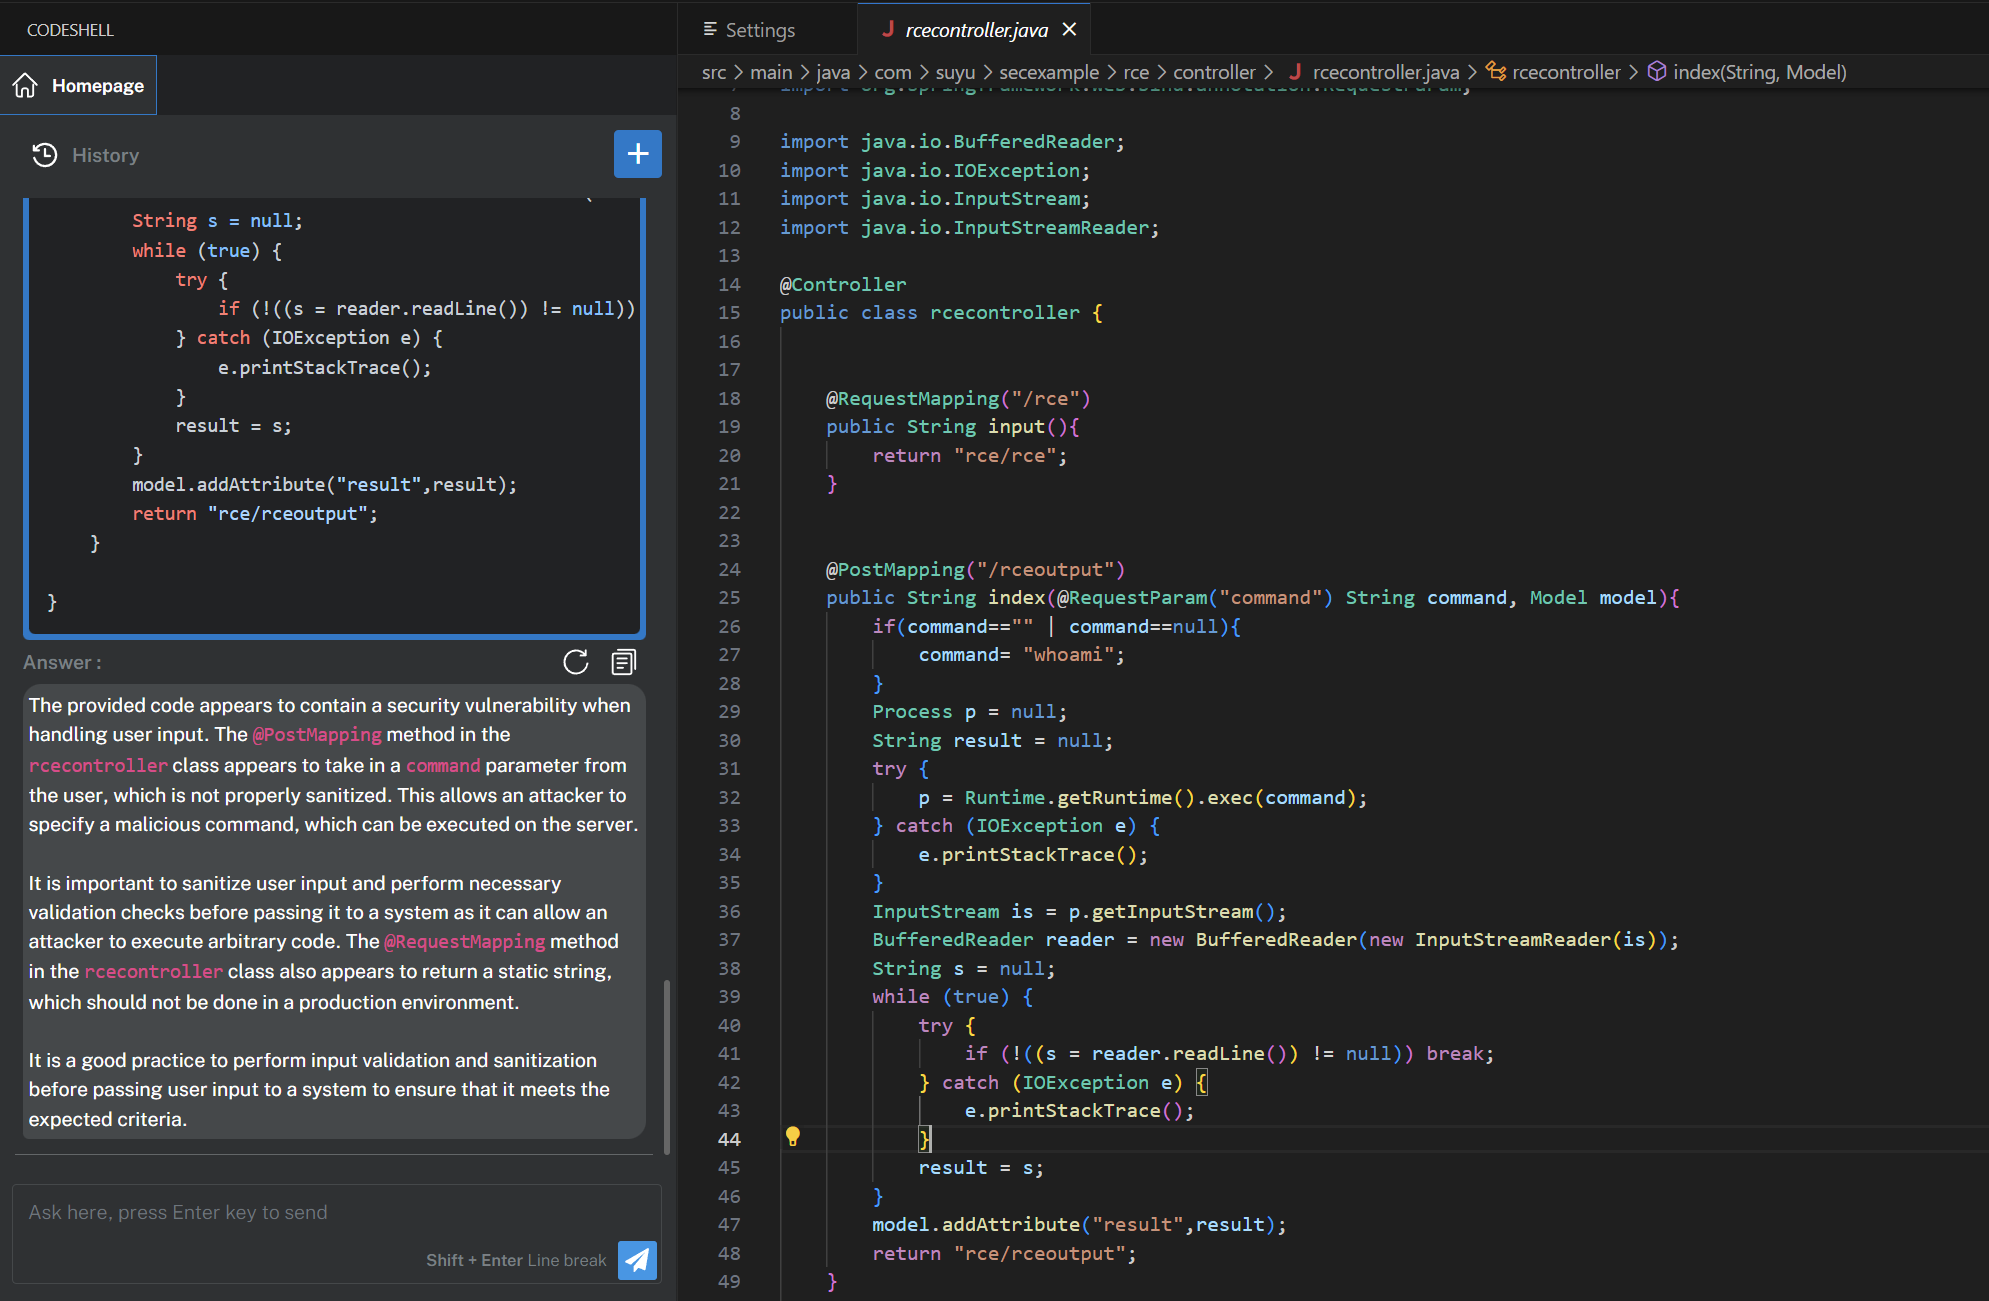 CODESHELL
Homepage
History
String s = null;
while (true) {
try {
if (!((s = reader.readLine()) != null))
} catch (IOException e) {
e.printStackTrace();
}
result = s;
}
model.addAttribute("result",result);
return "rce/rceoutput";
}
}
Answer :
The provided code appears to contain a security vulnerability when
handling user input. The @PostMapping method in the
rcecontroller class appears to take in a command parameter from
the user, which is not properly sanitized. This allows an attacker to
specify a malicious command, which can be executed on the server.
It is important to sanitize user input and perform necessary
validation checks before passing it to a system as it can allow an
attacker to execute arbitrary code. The @RequestMapping method
in the rcecontroller class also appears to return a static string,
which should not be done in a production environment.
It is a good practice to perform input validation and sanitization
before passing user input to a system to ensure that it meets the
expected criteria.
Ask here, press Enter key to send
Shift + Enter Line break
Settings
J rcecontroller.java
src > main > java > com > suyu > secexample > rce > controller > J rcecontroller.java > rcecontroller > index(String, Model)
7 import org.springframework.web.bind.annotation.RequestParam;
8
9 import java.io.BufferedReader;
10 import java.io.IOException;
11 import java.io.InputStream;
12 import java.io.InputStreamReader;
13
14 @Controller
15 public class rcecontroller {
16
17
18 @RequestMapping("/rce")
19 public String input(){
20 return "rce/rce";
21 }
22
23
24 @PostMapping("/rceoutput")
25 public String index(@RequestParam("command") String command, Model model){
26 if(command=="" | command==null){
27 command= "whoami";
28 }
29 Process p = null;
30 String result = null;
31 try {
32 p = Runtime.getRuntime().exec(command);
33 } catch (IOException e) {
34 e.printStackTrace();
35 }
36 InputStream is = p.getInputStream();
37 BufferedReader reader = new BufferedReader(new InputStreamReader(is));
38 String s = null;
39 while (true) {
40 try {
41 if (!((s = reader.readLine()) != null)) break;
42 } catch (IOException e) {
43 e.printStackTrace();
44 }
45 result = s;
46 }
47 model.addAttribute("result",result);
48 return "rce/rceoutput";
49 }